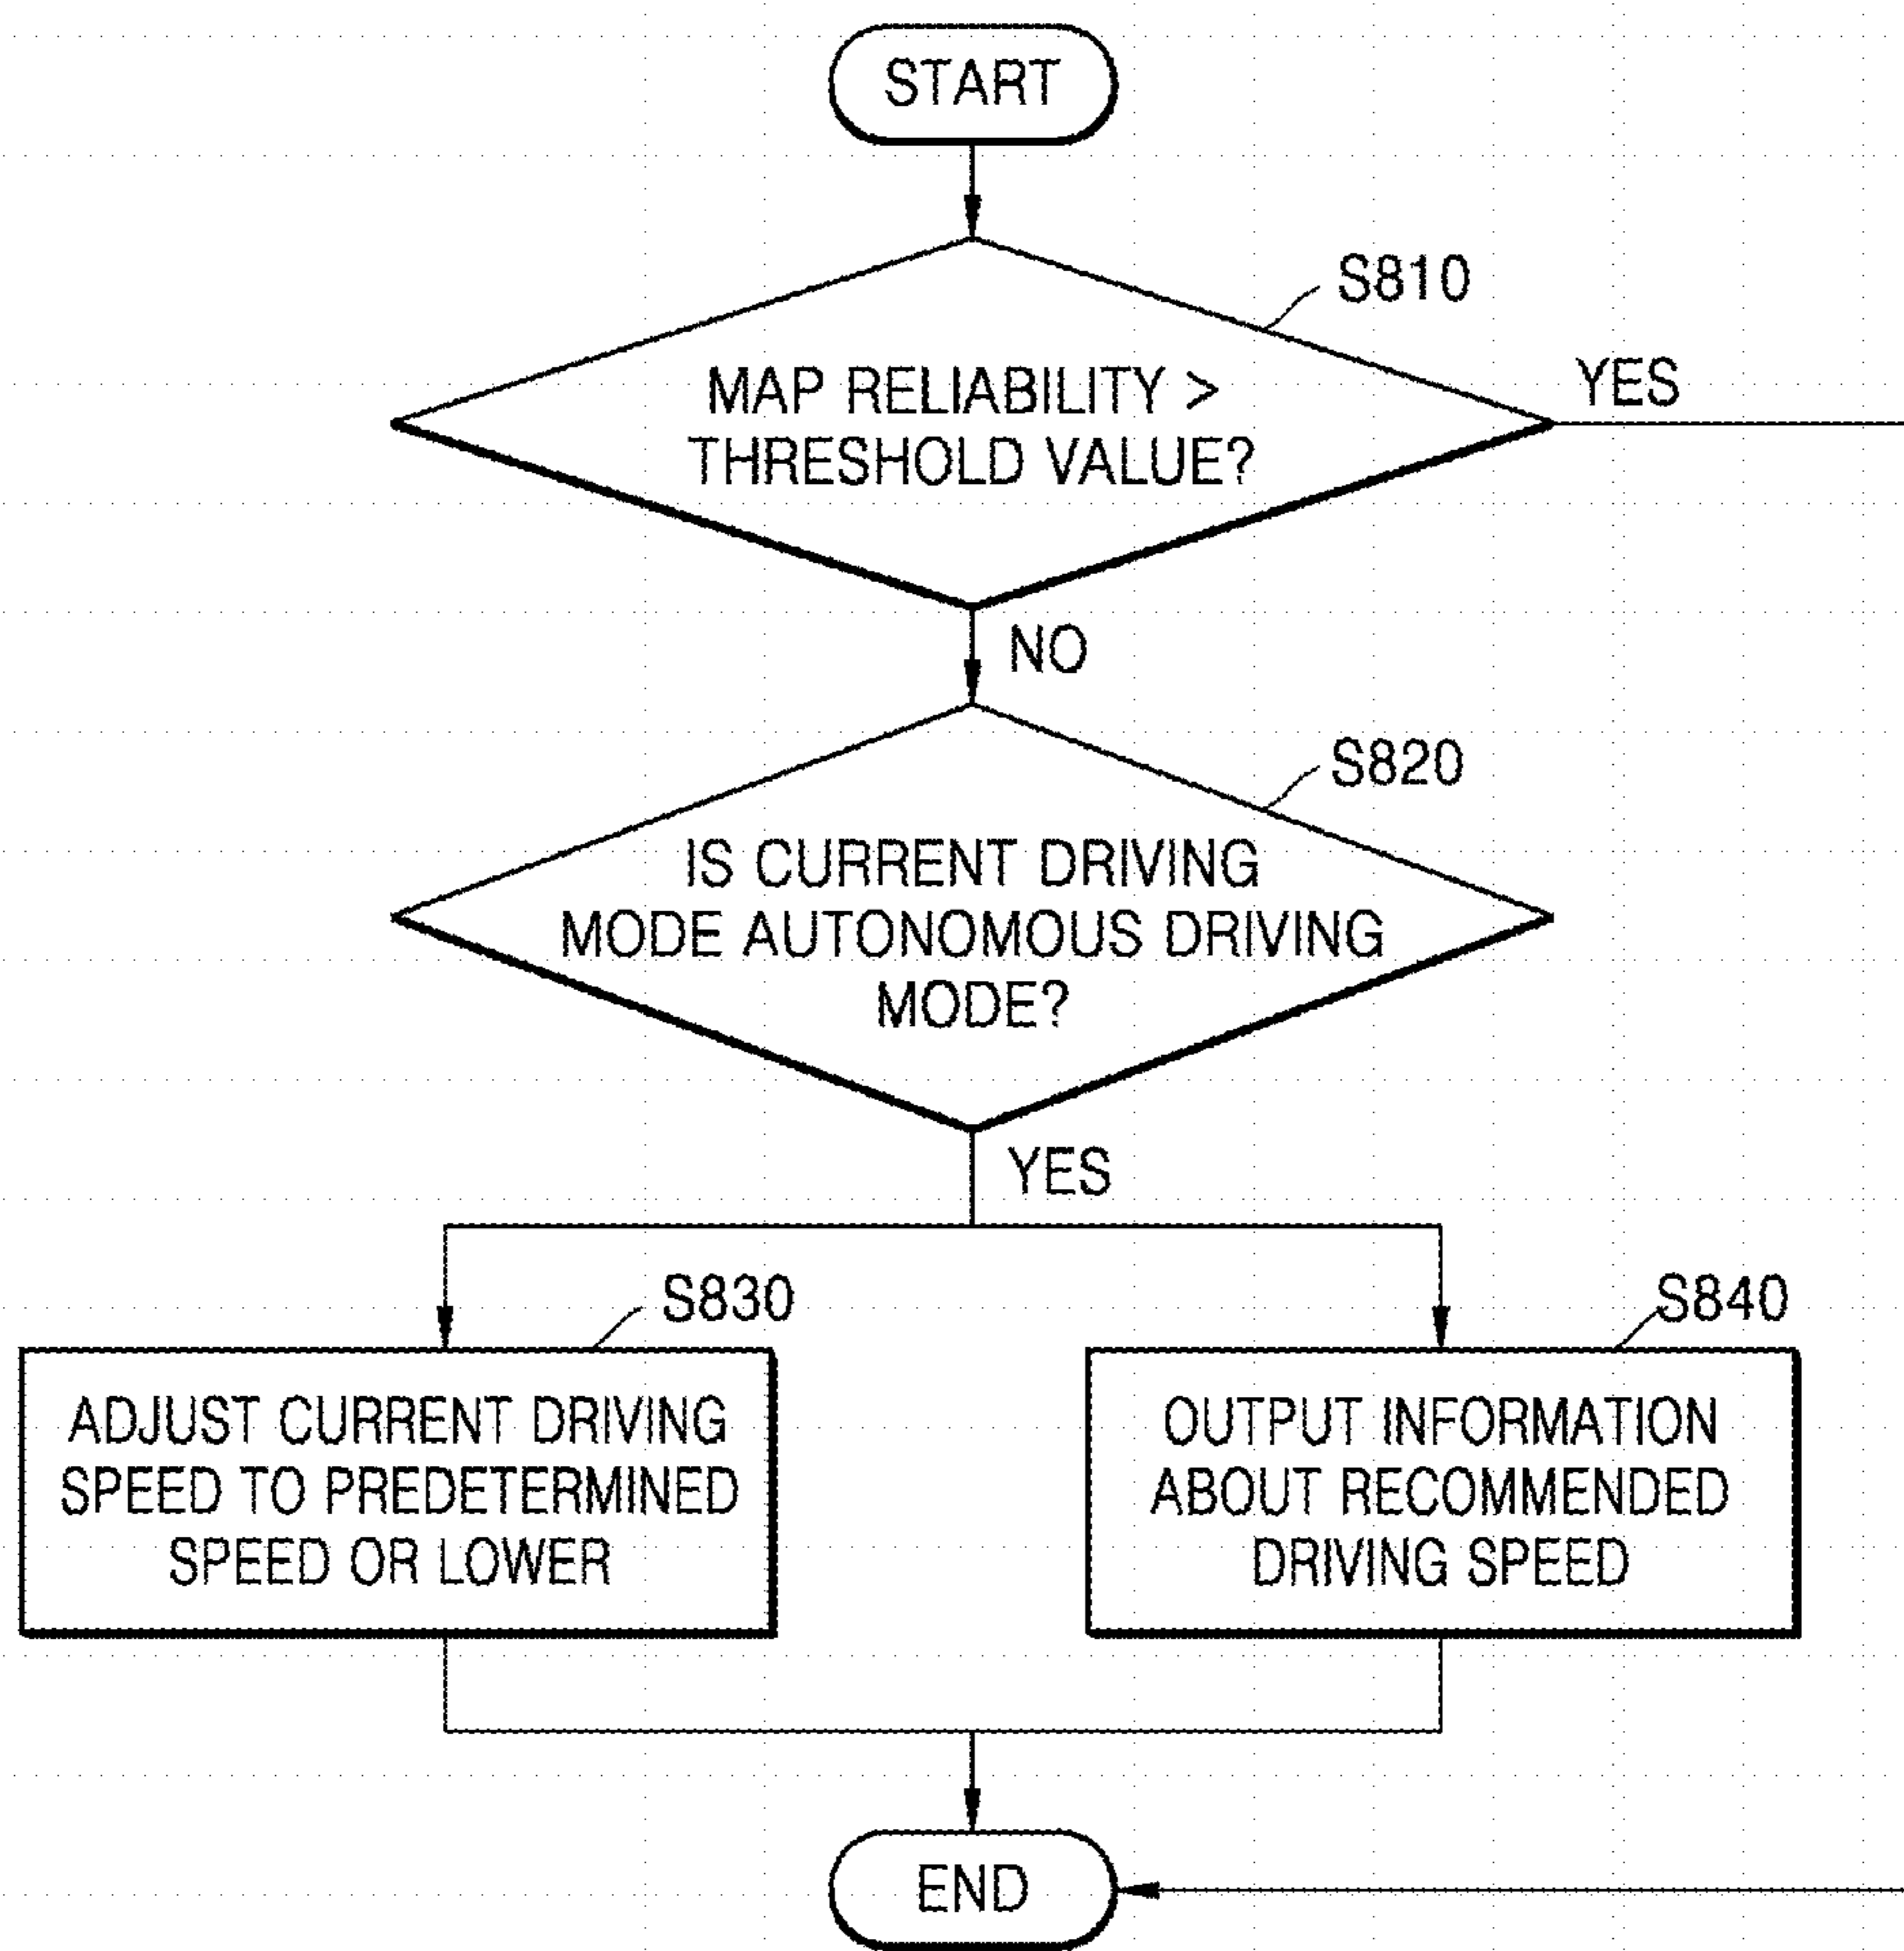 START
S810
MAP RELIABILITY >
THRESHOLD VALUE?
YES
NO
S820
IS CURRENT DRIVING
MODE AUTONOMOUS DRIVING
MODE?
YES
S830
ADJUST CURRENT DRIVING
SPEED TO PREDETERMINED
SPEED OR LOWER
S840
OUTPUT INFORMATION
ABOUT RECOMMENDED
DRIVING SPEED
END